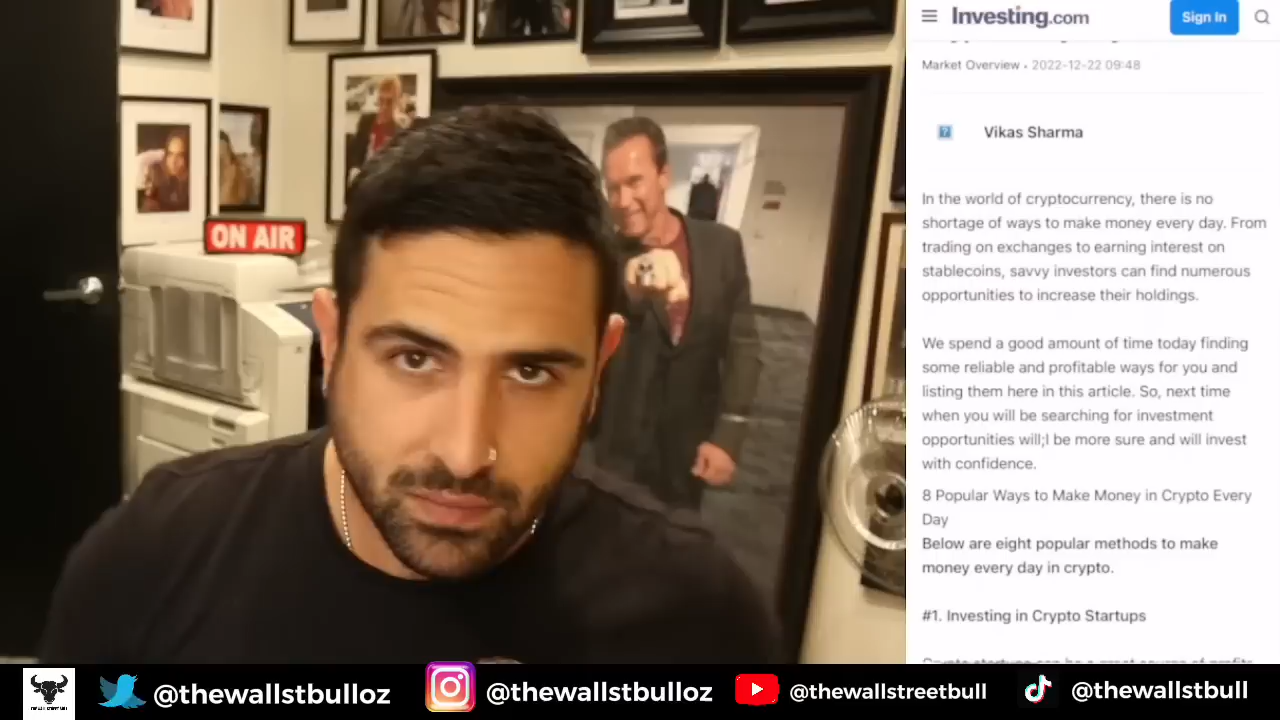 ON AIR
Investing.com
Sign In
Market Overview • 2022-12-22 09:48
Vikas Sharma
In the world of cryptocurrency, there is no
shortage of ways to make money every day. From
trading on exchanges to earning interest on
stablecoins, savvy investors can find numerous
opportunities to increase their holdings.
We spend a good amount of time today finding
some reliable and profitable ways for you and
listing them here in this article. So, next time
when you will be searching for investment
opportunities will;l be more sure and will invest
with confidence.
8 Popular Ways to Make Money in Crypto Every
Day
Below are eight popular methods to make
money every day in crypto.
#1. Investing in Crypto Startups
@thewallstbulloz
@thewallstbulloz
@thewallstreetbull
@thewallstbull